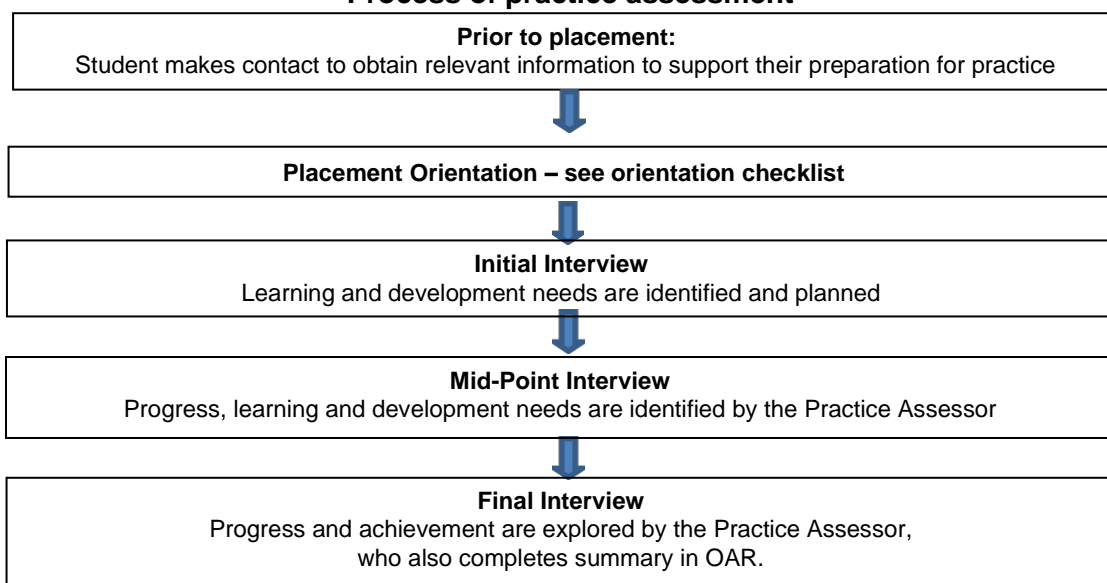 Process of practice assessment
Prior to placement:
Student makes contact to obtain relevant information to support their preparation for practice
Placement Orientation – see orientation checklist
Initial Interview
Learning and development needs are identified and planned
Mid-Point Interview
Progress, learning and development needs are identified by the Practice Assessor
Final Interview
Progress and achievement are explored by the Practice Assessor,
who also completes summary in OAR.